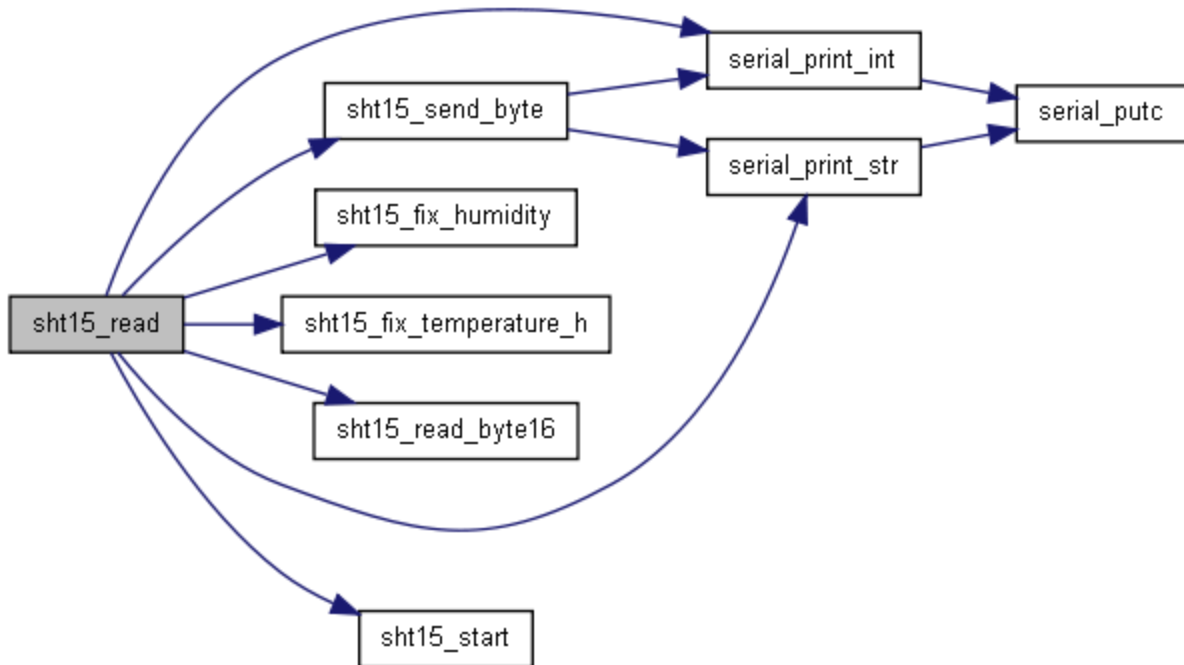 serial_print_int
sht15_send_byte
serial_putc
serial_print_str
sht15_fix_humidity
sht15_read
sht15_fix_temperature_h
sht15_read_byte16
sht15_start